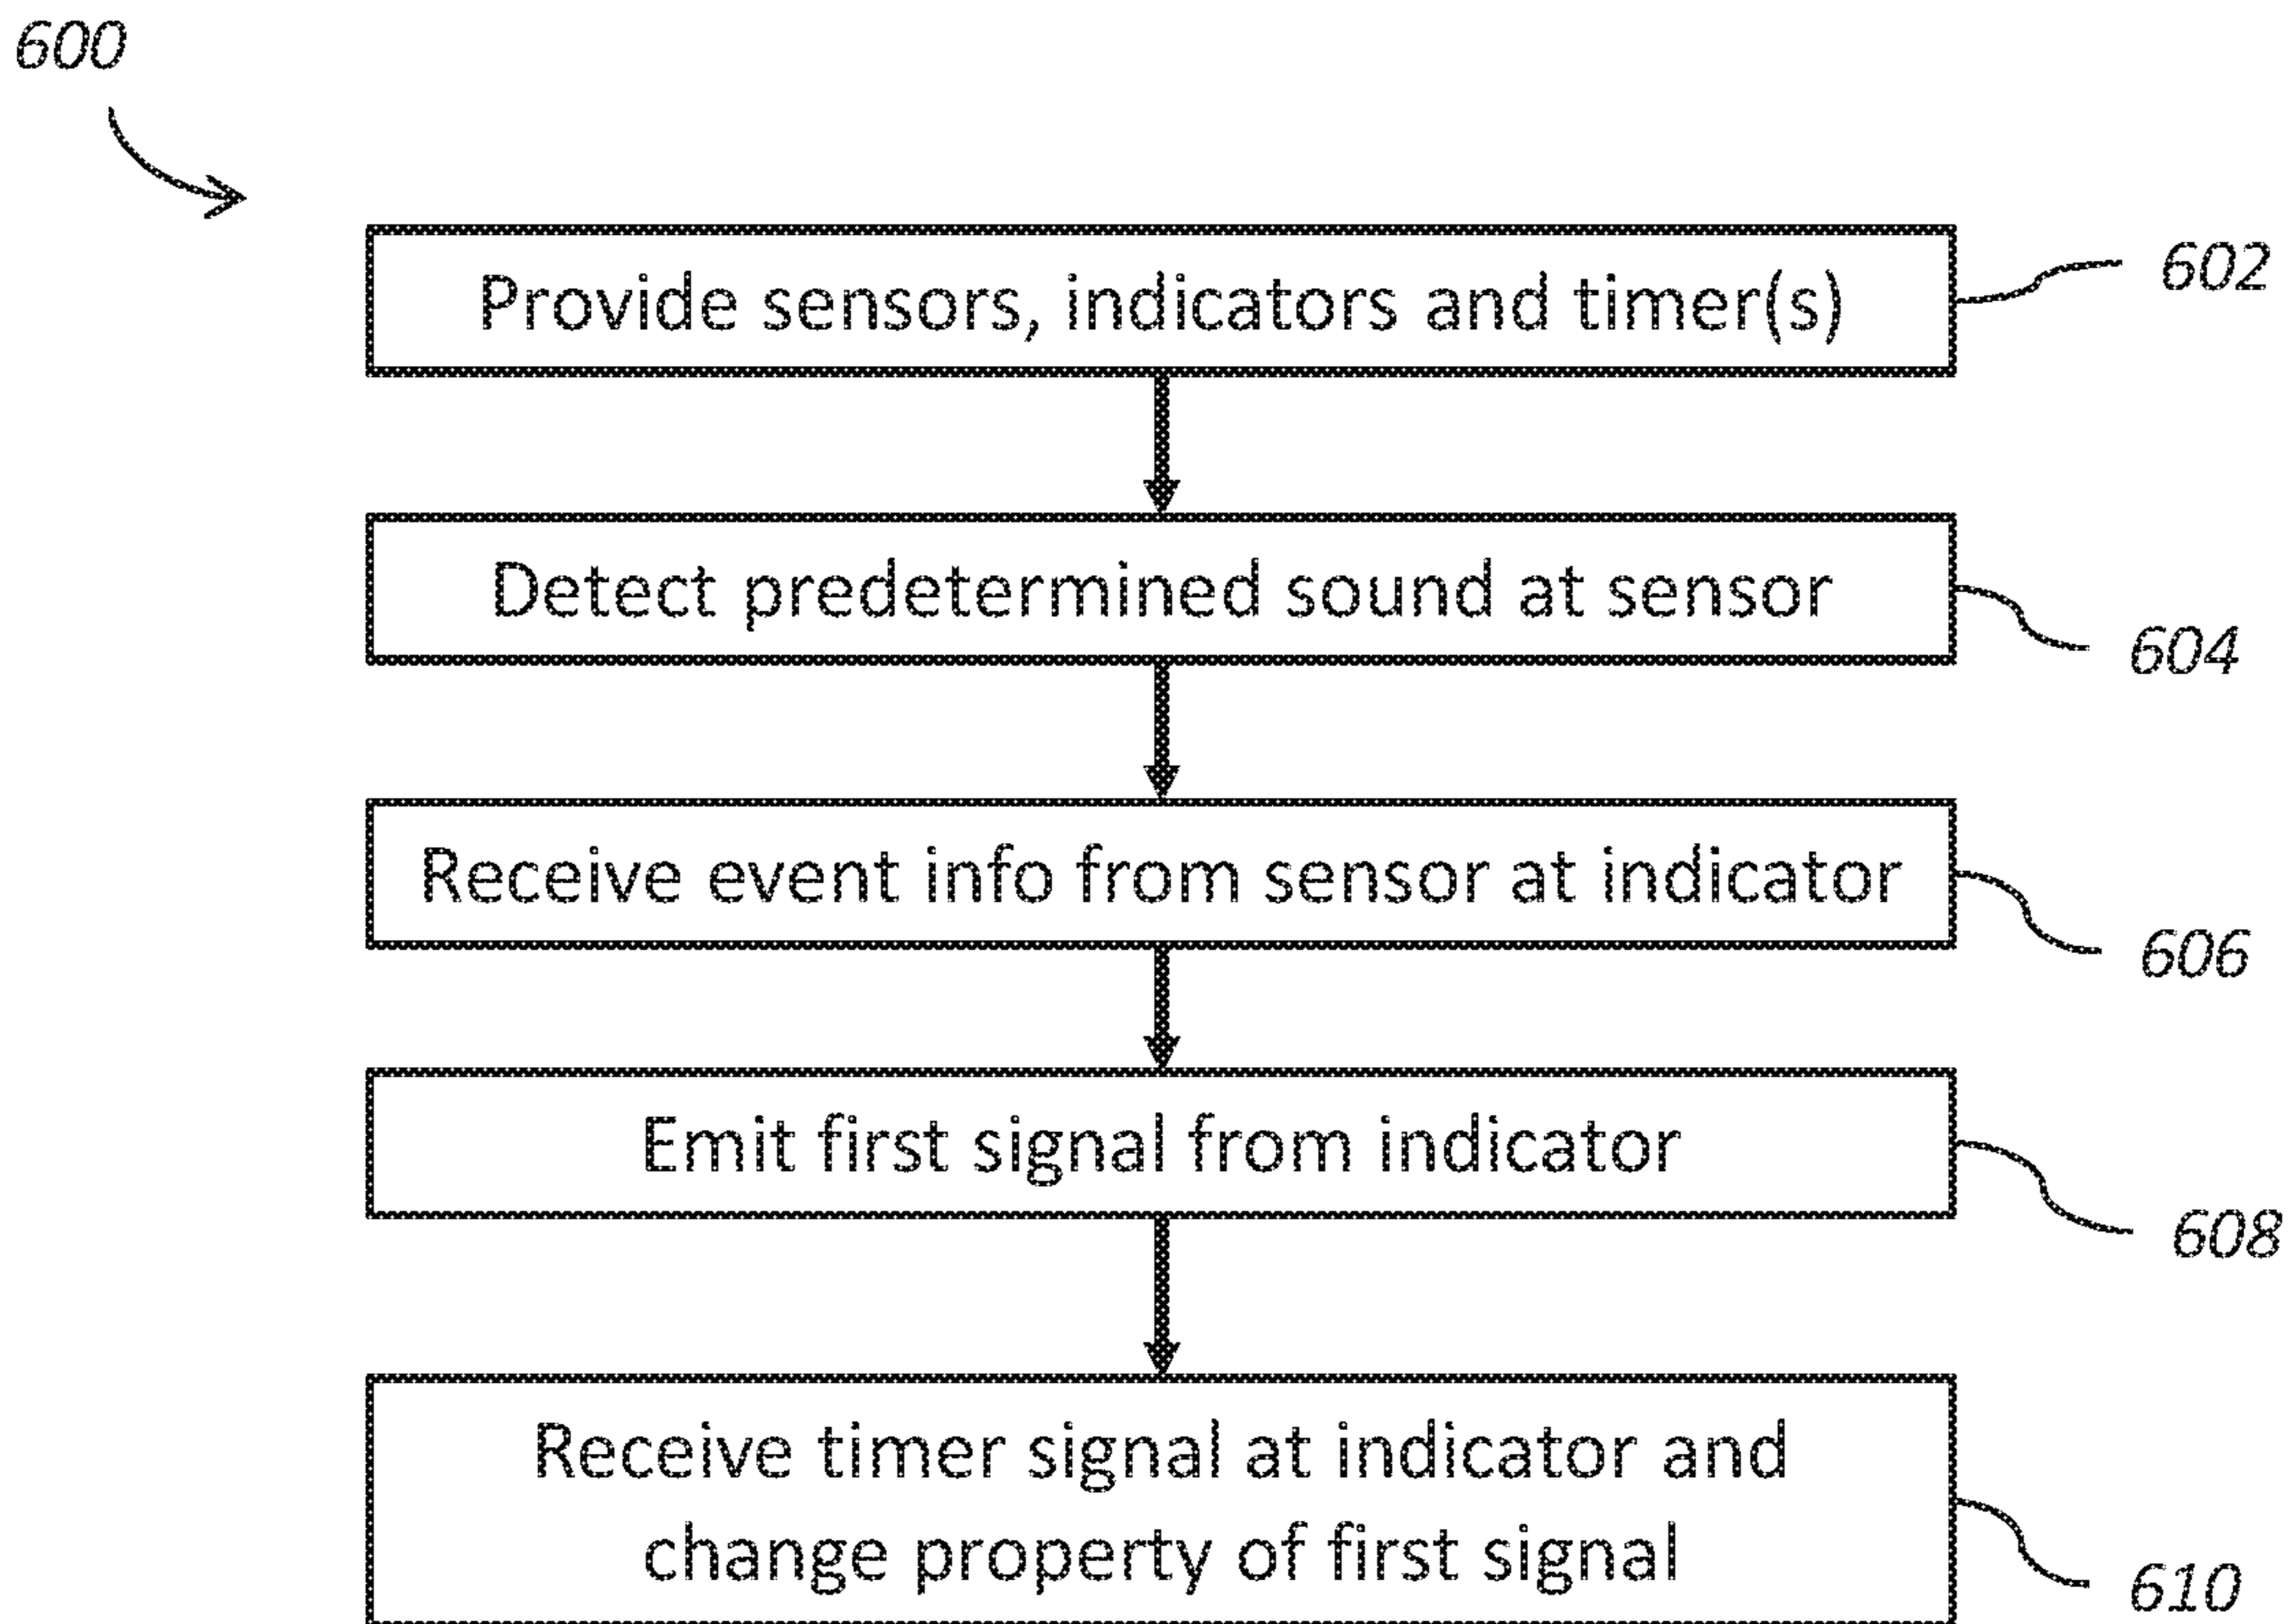 600
Provide sensors, indicators and timer(s)
602
Detect predetermined sound at sensor
604
Receive event info from sensor at indicator
606
Emit first signal from indicator
608
Receive timer signal at indicator and
change property of first signal
610